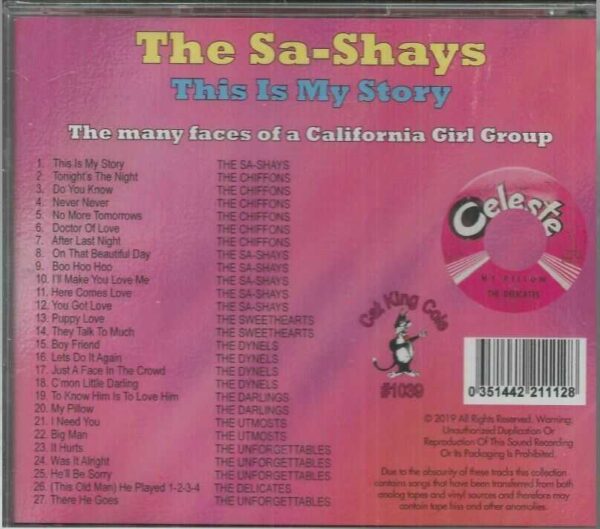 The Sa-Shays
This Is My Story
The many faces of a California Girl Group
1. This Is My Story THE SA-SHAYS
2 Tonight's The Night THE CHIFFONS
3. Do You Know THE CHIFFONS
4. Never Never THE CHIFFONS
5. No More Tomorrows THE CHIFFONS
6. Doctor Of Love THE CHIFFONS
7. After Last Night THE CHIFFONS
8. On That Beautiful Day THE SA-SHAYS
9. Boo Hoo Hoo THE SA-SHAYS
10. I'll Make You Love Me THE SA-SHAYS
11. Here Comes Love THE SA-SHAYS
12. You Got Love THE SA-SHAYS
13. Puppy Love THE SWEETHEARTS
14. They Talk To Much THE SWEETHEARTS
15. Boy Friend THE DYNELS
16. Lets Do It Again THE DYNELS
17. Just A Face In The Crowd THE DYNELS
18. C'mon Little Darling THE DYNELS
19. To Know Him Is To Love Him THE DARLINGS
20. My Pillow THE DARLINGS
21. I Need You THE UTMOSTS
22. Big Man THE UTMOSTS
23. It Hurts THE UNFORGETTABLES
24. Was It Alright THE UNFORGETTABLES
25. He'll Be Sorry THE UNFORGETTABLES
26. (This Old Man) He Played 1-2-3-4 THE DELICATES
27. There He Goes THE UNFORGETTABLES
Celeste
MY PILLOW
THE DELICATES
Cat King Cole
#1039
0 351442 211128
© 2019 All Rights Reserved. Warning:
Unauthorized Duplication Or
Reproduction Of This Sound Recording
Or Its Packaging Is Prohibited.
Due to the obscurity of these tracks this collection
contains songs that have been transferred from both
analog tapes and vinyl sources and therefore may
contain tape hiss and other anomalies.